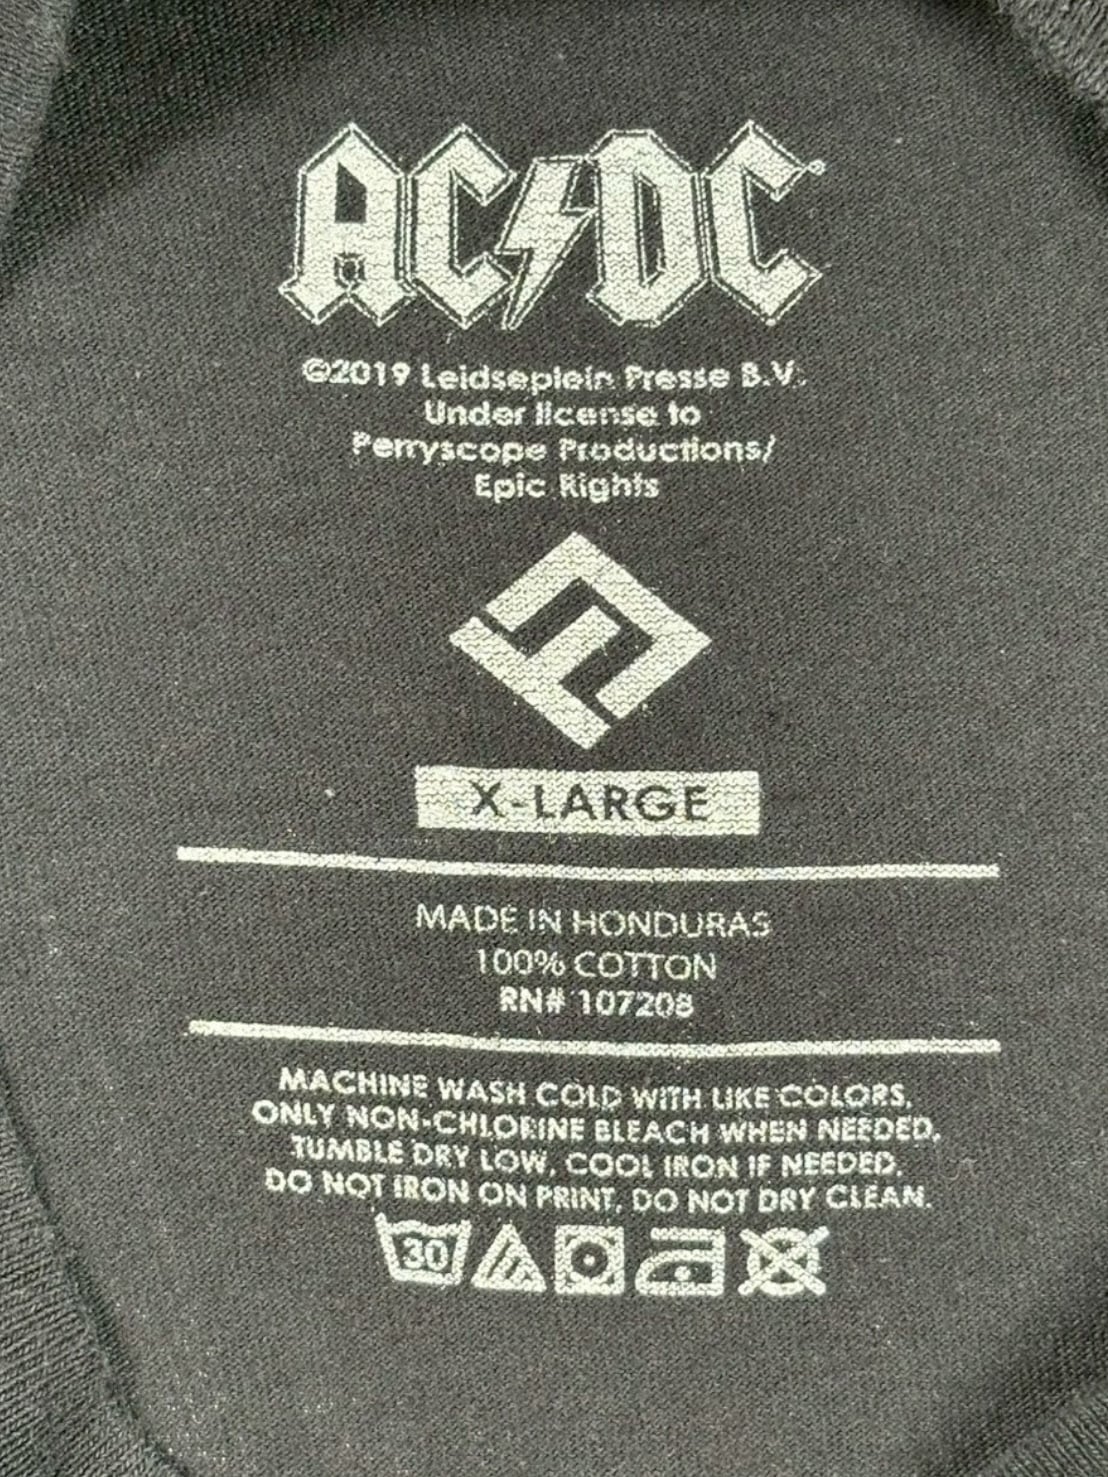 AC⚡DC
©2019 Leidseplein Presse B.V.
Under license to
Perryscope Productions/
Epic Rights
X-LARGE
MADE IN HONDURAS
100% COTTON
RN# 107208
MACHINE WASH COLD WITH LIKE COLORS,
ONLY NON-CHLORINE BLEACH WHEN NEEDED,
TUMBLE DRY LOW, COOL IRON IF NEEDED,
DO NOT IRON ON PRINT, DO NOT DRY CLEAN.
30